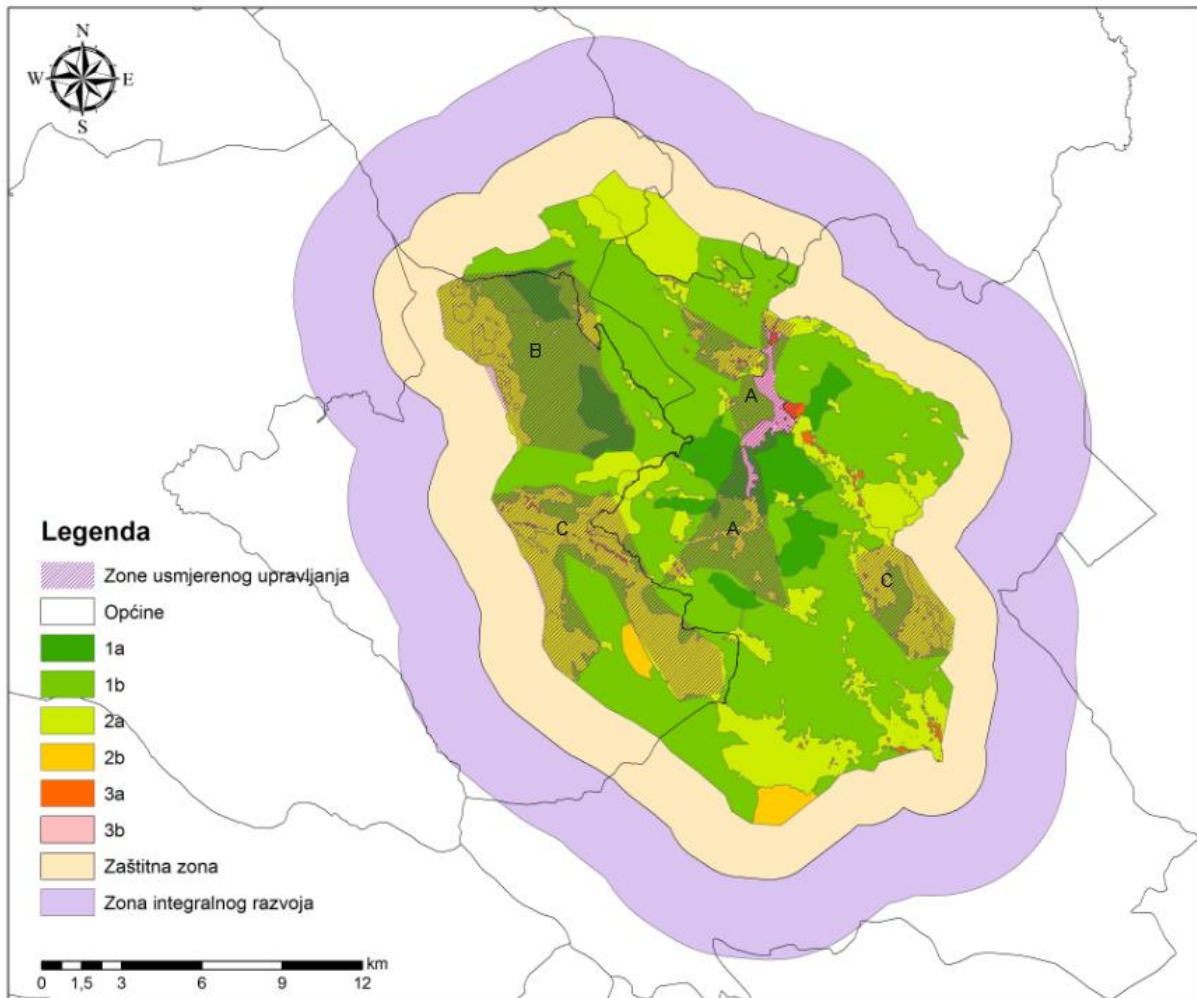 N
W E
S
B
A
A
C
C
Legenda
Zone usmjerenog upravljanja
Općine
1a
1b
2a
2b
3a
3b
Zaštitna zona
Zona integralnog razvoja
km
0 1,5 3 6 9 12